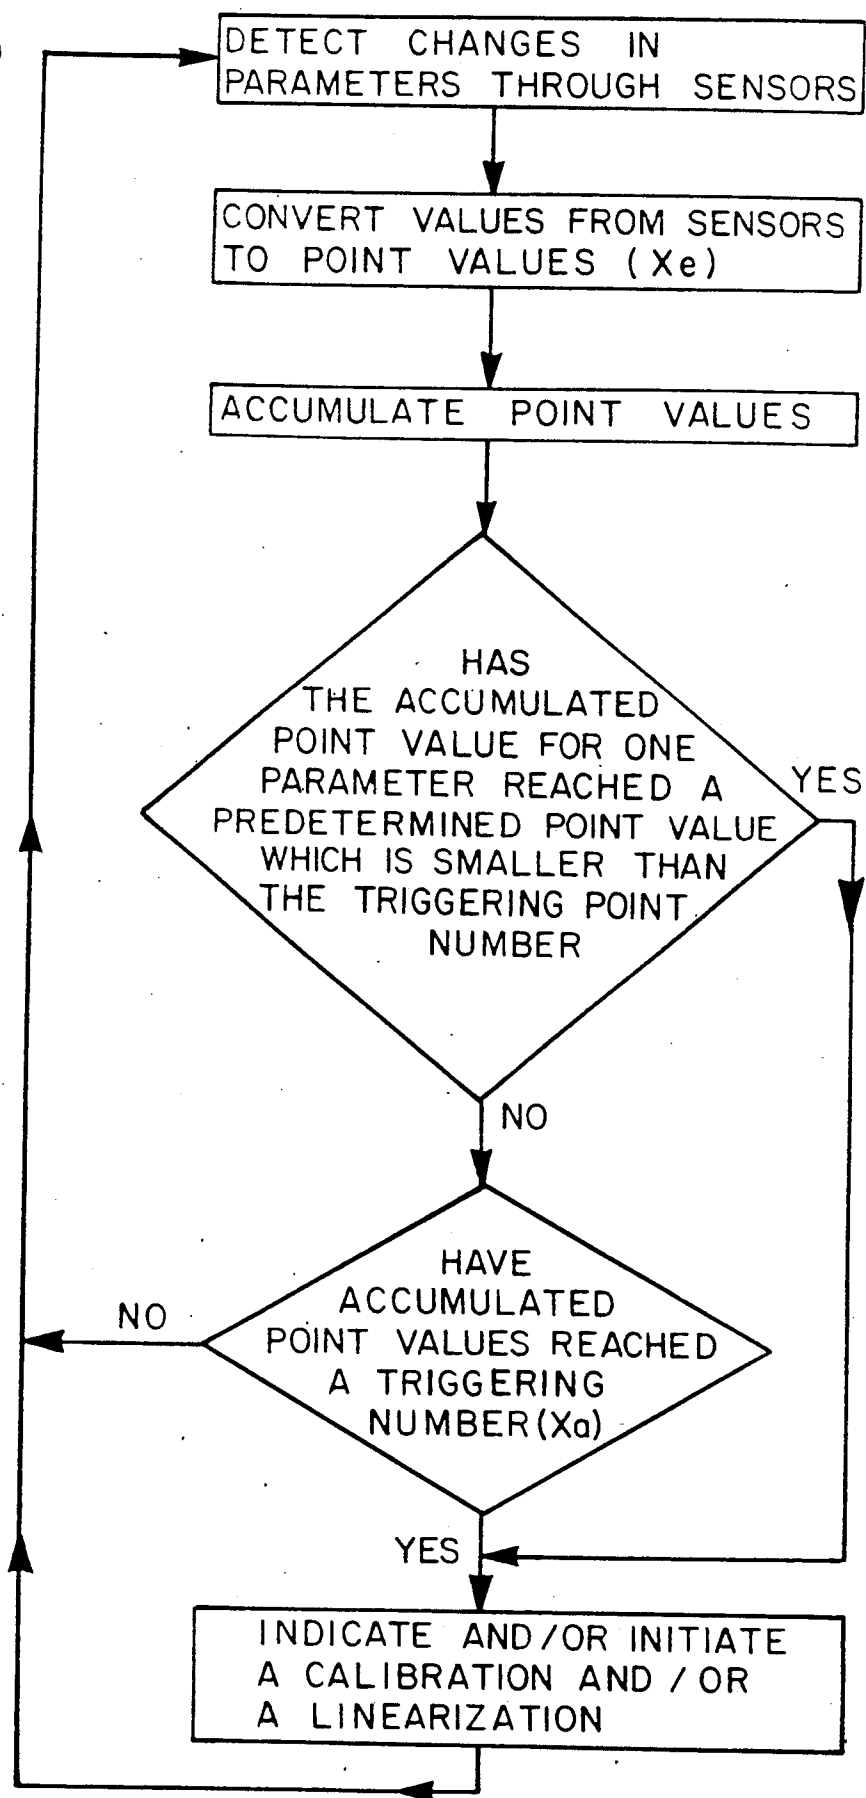 DETECT CHANGES IN
PARAMETERS THROUGH SENSORS
CONVERT VALUES FROM SENSORS
TO POINT VALUES (Xe)
ACCUMULATE POINT VALUES
HAS
THE ACCUMULATED
POINT VALUE FOR ONE
PARAMETER REACHED A
PREDETERMINED POINT VALUE
WHICH IS SMALLER THAN
THE TRIGGERING POINT
NUMBER
YES
NO
HAVE
ACCUMULATED
POINT VALUES REACHED
A TRIGGERING
NUMBER(Xa)
NO
YES
INDICATE AND/OR INITIATE
A CALIBRATION AND / OR
A LINEARIZATION